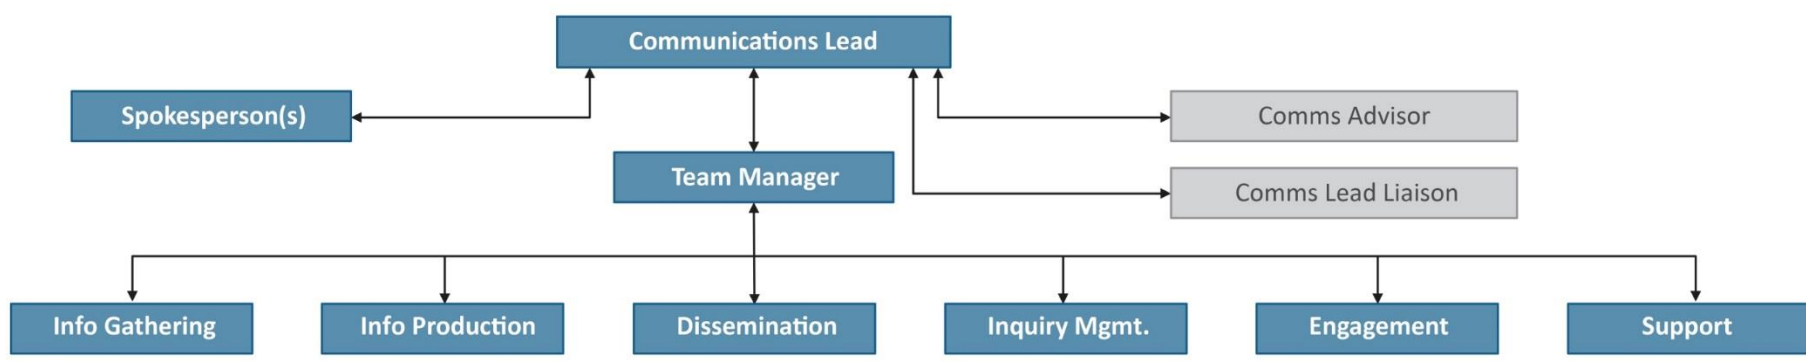 Communications Lead
Spokesperson(s)
Comms Advisor
Team Manager
Comms Lead Liaison
Info Gathering
Info Production
Dissemination
Inquiry Mgmt.
Engagement
Support